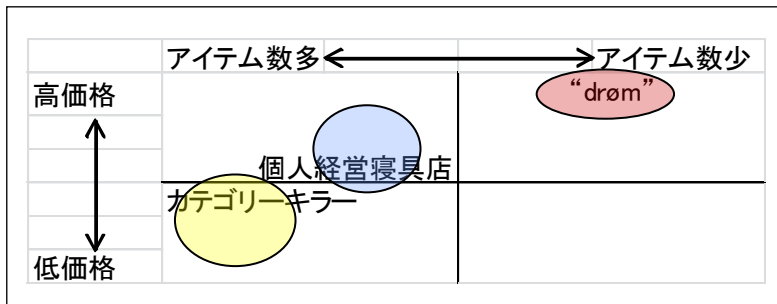 アイテム数多
アイテム数少
高価格
“drøm”
個人経営寝具店
カテゴリーキラー
低価格